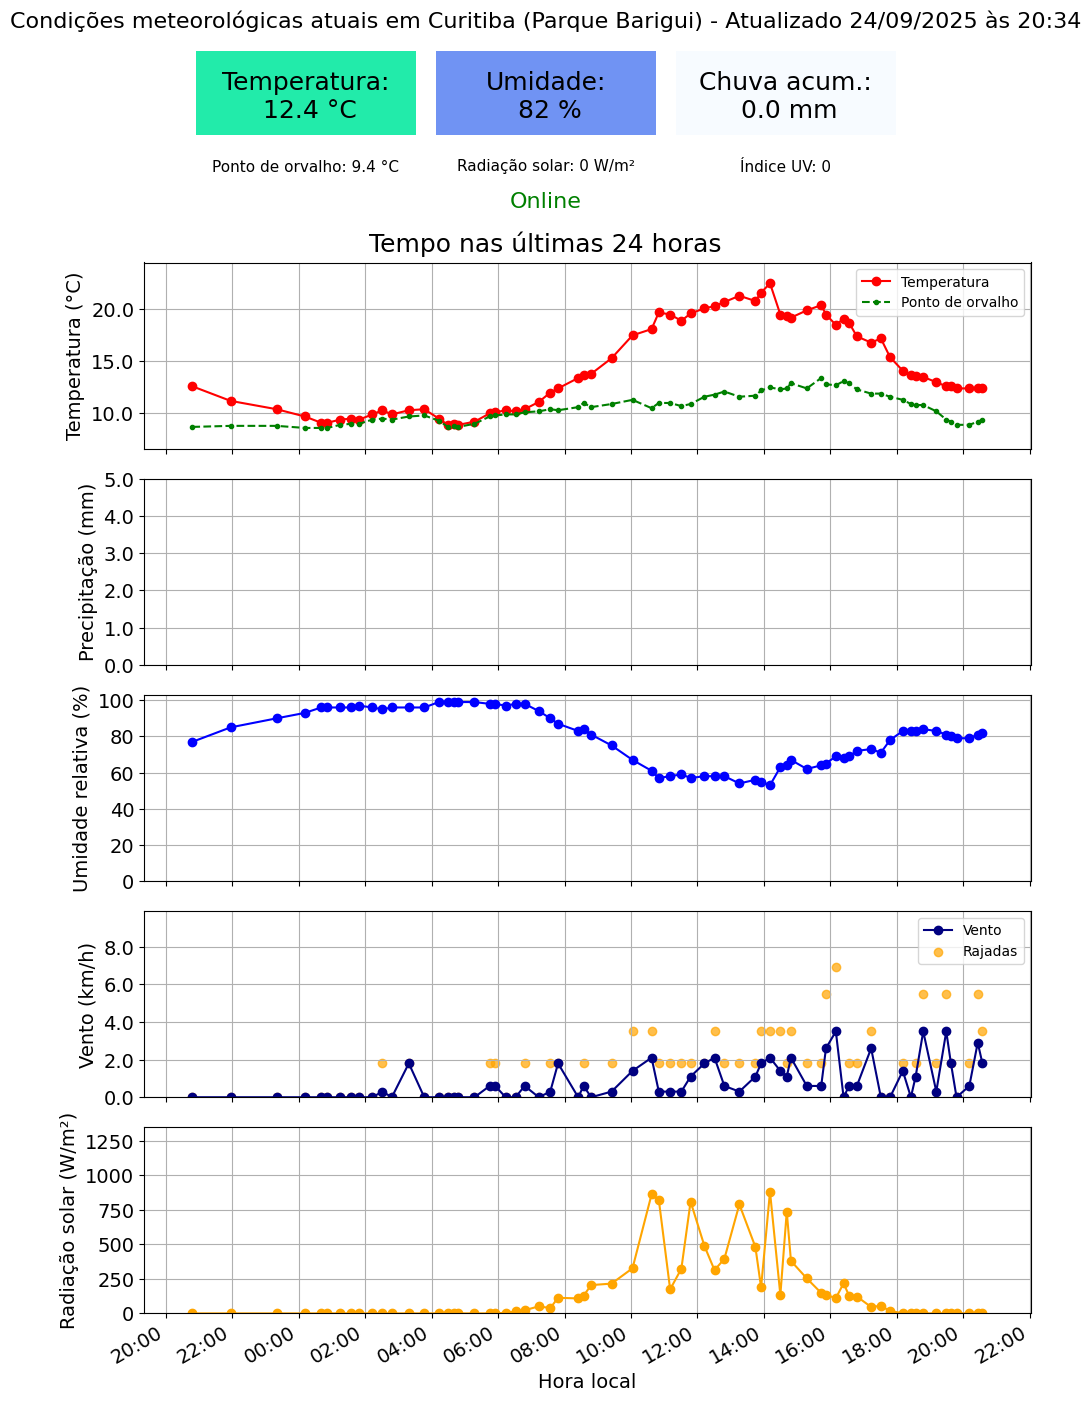 Condições meteorológicas atuais em Curitiba (Parque Barigui) - Atualizado 24/09/2025 às 20:34
Temperatura:
12.4 °C
Umidade:
82 %
Chuva acum.:
0.0 mm
Ponto de orvalho: 9.4 °C
Radiação solar: 0 W/m²
Índice UV: 0
Online
Tempo nas últimas 24 horas
Temperatura (°C)
20.0
15.0
10.0
Temperatura
Ponto de orvalho
Precipitação (mm)
5.0
4.0
3.0
2.0
1.0
0.0
Umidade relativa (%)
100
80
60
40
20
0
Vento (km/h)
8.0
6.0
4.0
2.0
0.0
Vento
Rajadas
Radiação solar (W/m²)
1250
1000
750
500
250
0
20:00
22:00
00:00
02:00
04:00
06:00
08:00
10:00
12:00
14:00
16:00
18:00
20:00
22:00
Hora local